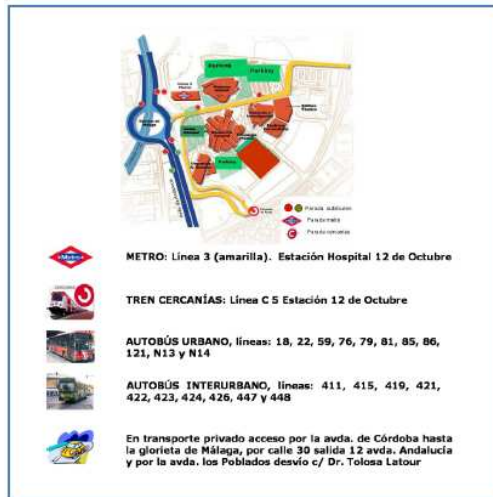 Parking
Parada autobuses
Parada metro
Parada cercanías
Metro
METRO: Línea 3 (amarilla). Estación Hospital 12 de Octubre
TREN CERCANÍAS: Línea C 5 Estación 12 de Octubre
AUTOBÚS URBANO, líneas: 18, 22, 59, 76, 79, 81, 85, 86,
121, N13 y N14
AUTOBÚS INTERURBANO, líneas: 411, 415, 419, 421,
422, 423, 424, 426, 447 y 448
En transporte privado acceso por la avda. de Córdoba hasta
la glorieta de Málaga, por calle 30 salida 12 avda. Andalucía
y por la avda. los Poblados desvío c/ Dr. Tolosa Latour